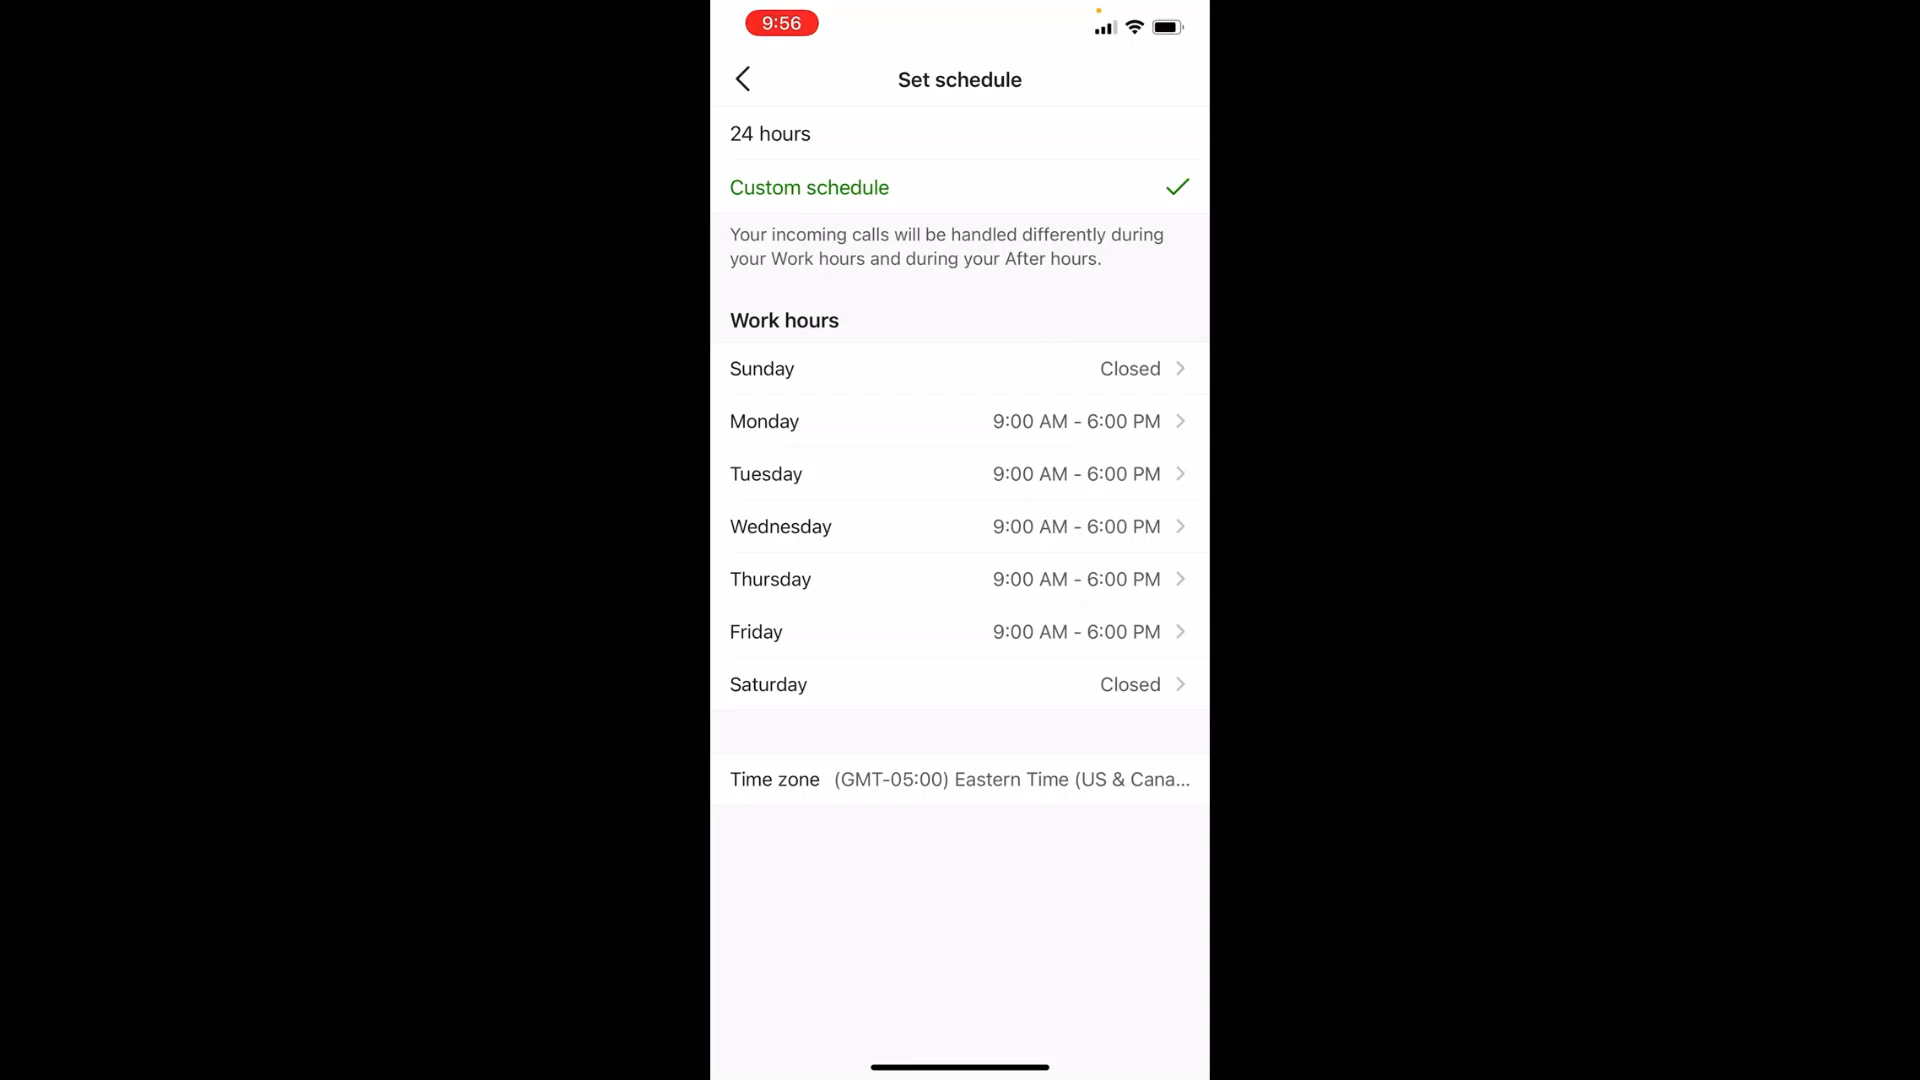 9:56
Set schedule
24 hours
Custom schedule
Your incoming calls will be handled differently during
your Work hours and during your After hours.
Work hours
Sunday Closed
Monday 9:00 AM - 6:00 PM
Tuesday 9:00 AM - 6:00 PM
Wednesday 9:00 AM - 6:00 PM
Thursday 9:00 AM - 6:00 PM
Friday 9:00 AM - 6:00 PM
Saturday Closed
Time zone (GMT-05:00) Eastern Time (US & Cana...